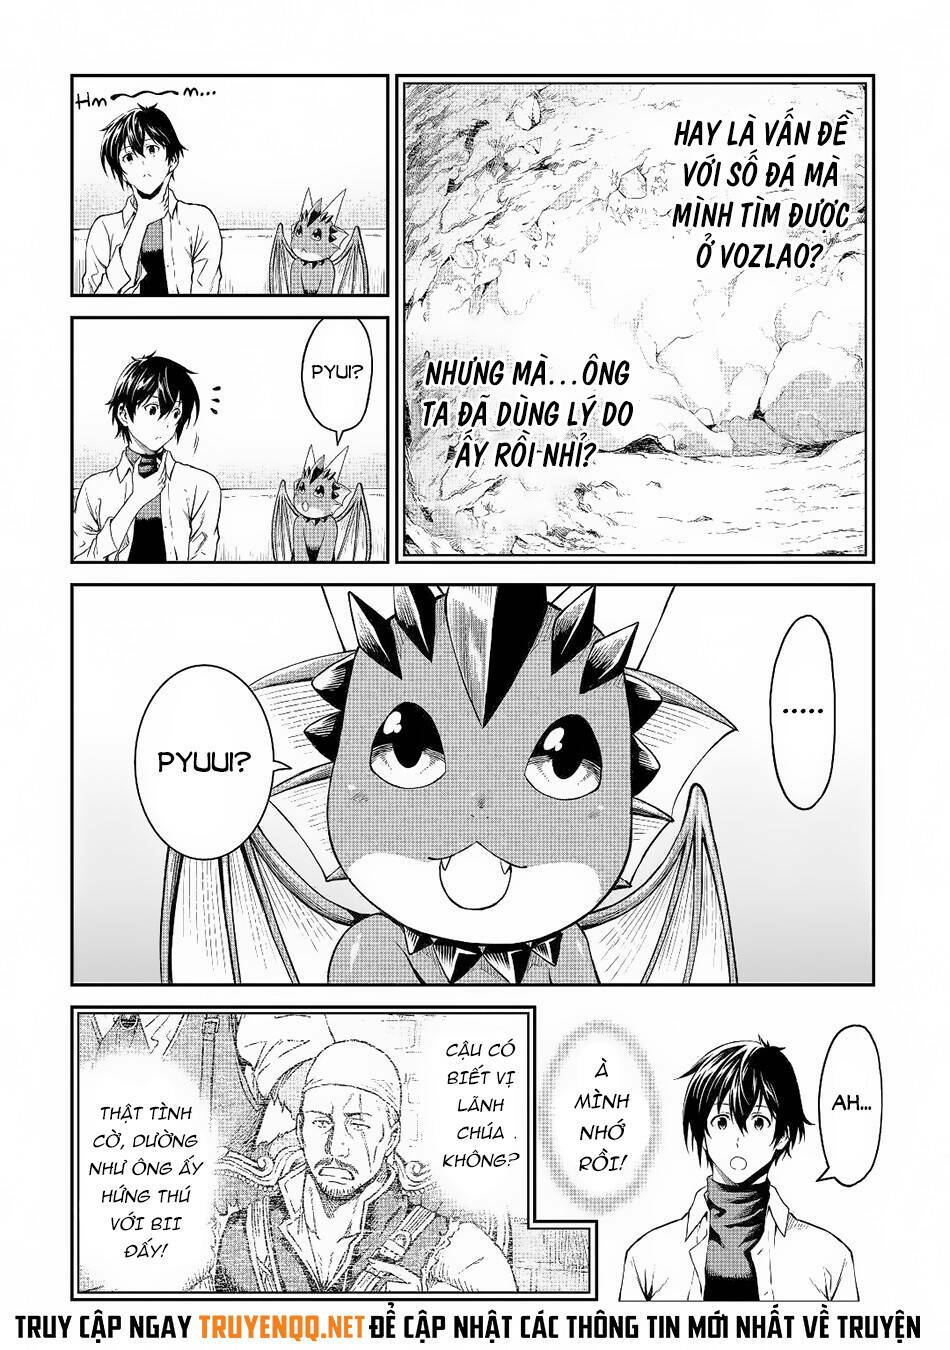 HAY LÀ VẤN ĐỀ
VỚI SỐ ĐÁ MÀ
MÌNH TÌM ĐƯỢC
Ở VOZLAO?
NHƯNG MÀ...ÔNG
TA ĐÃ DÙNG LÝ DO
ẤY RỒI NHỈ?
Hm m...
PYUI?
.....
PYUUI?
AH...
À
MÌNH
NHỚ
RỒI!
CẬU CÓ
BIẾT VỊ
LÃNH
CHÚA
KHÔNG?
THẬT TÌNH
CỜ, DƯỜNG
NHƯ ÔNG ẤY
HỨNG THÚ
VỚI BII
ĐẤY!
TRUY CẬP NGAY TRUYENQQ.NET ĐỂ CẬP NHẬT CÁC THÔNG TIN MỚI NHẤT VỀ TRUYỆN